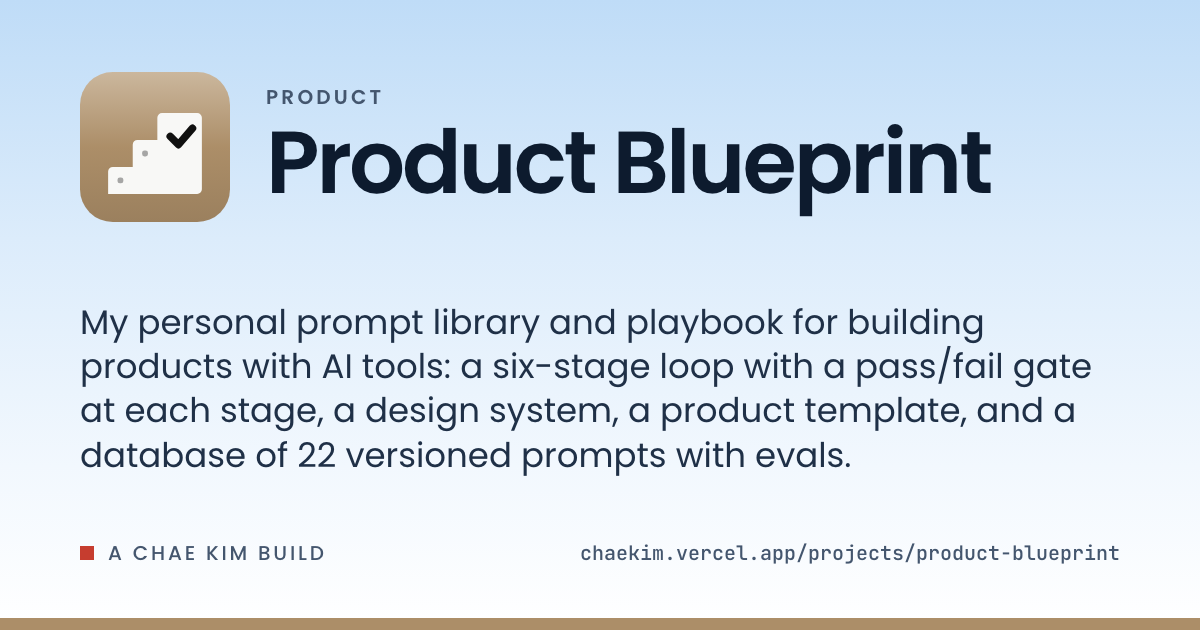 PRODUCT
Product Blueprint
My personal prompt library and playbook for building
products with AI tools: a six-stage loop with a pass/fail gate
at each stage, a design system, a product template, and a
database of 22 versioned prompts with evals.
A CHAE KIM BUILD
chaekim.vercel.app/projects/product-blueprint